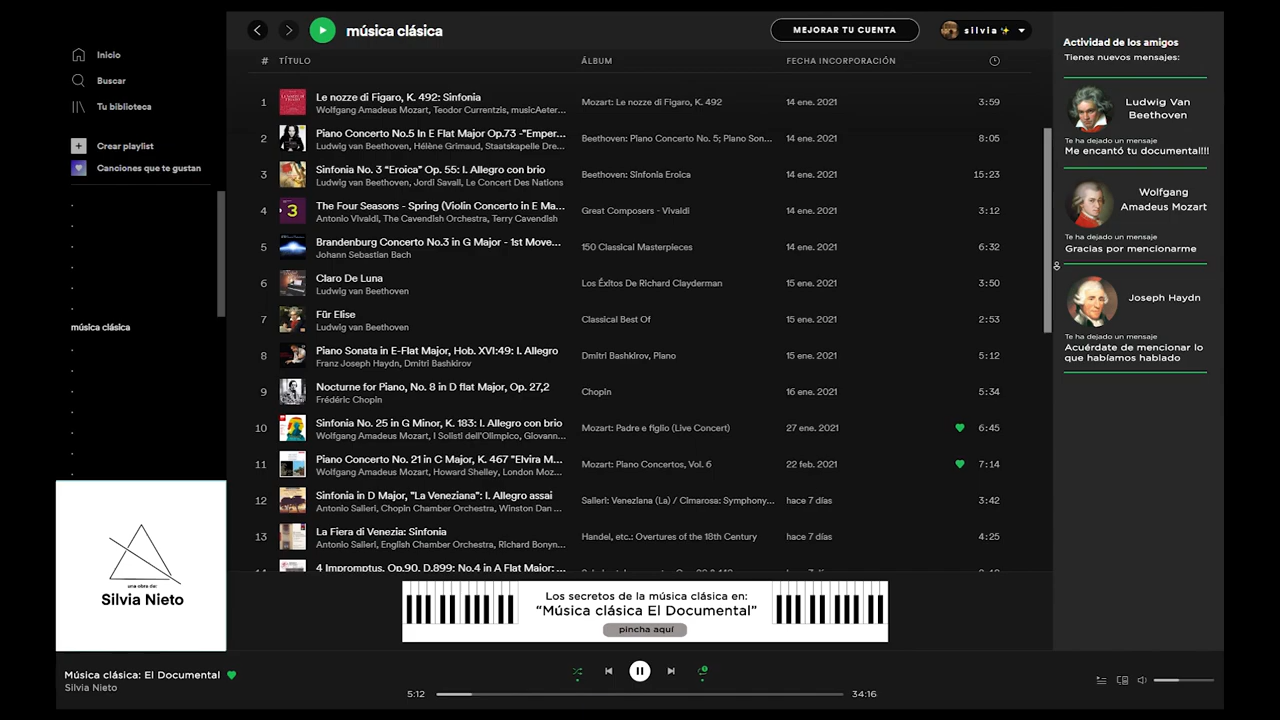 Inicio
Buscar
Tu biblioteca
Crear playlist
Canciones que te gustan
música clásica
una obra de:
Silvia Nieto
música clásica
MEJORAR TU CUENTA
silvia✨
# TÍTULO ÁLBUM FECHA INCORPORACIÓN
1 Le nozze di Figaro, K. 492: Sinfonia
Wolfgang Amadeus Mozart, Teodor Currentzis, musicAeter...
Mozart: Le nozze di Figaro, K. 492 14 ene. 2021 3:59
2 Piano Concerto No.5 In E Flat Major Op.73 -"Emper...
Ludwig van Beethoven, Hélène Grimaud, Staatskapelle Dre...
Beethoven: Piano Concerto No. 5; Piano Son... 14 ene. 2021 8:05
3 Sinfonia No. 3 “Eroica” Op. 55: I. Allegro con brio
Ludwig van Beethoven, Jordi Savall, Le Concert Des Nations
Beethoven: Sinfonia Eroica 14 ene. 2021 15:23
4 The Four Seasons - Spring (Violin Concerto in E Ma...
Antonio Vivaldi, The Cavendish Orchestra, Terry Cavendish
Great Composers - Vivaldi 14 ene. 2021 3:12
5 Brandenburg Concerto No.3 in G Major - 1st Move...
Johann Sebastian Bach
150 Classical Masterpieces 14 ene. 2021 6:32
6 Claro De Luna
Ludwig van Beethoven
Los Éxitos De Richard Clayderman 14 ene. 2021 3:50
7 Für Elise
Ludwig van Beethoven
Classical Best Of 15 ene. 2021 2:53
8 Piano Sonata in E-Flat Major, Hob. XVI:49: I. Allegro
Franz Joseph Haydn, Dmitri Bashkirov
Dmitri Bashkirov, Piano 15 ene. 2021 5:12
9 Nocturne for Piano, No. 8 in D flat Major, Op. 27,2
Frédéric Chopin
Chopin 16 ene. 2021 5:34
10 Sinfonia No. 25 in G Minor, K. 183: I. Allegro con brio
Wolfgang Amadeus Mozart, I Solisti dell'Olimpico, Giovann...
Mozart: Padre e figlio (Live Concert) 27 ene. 2021 6:45
11 Piano Concerto No. 21 in C Major, K. 467 "Elvira M...
Wolfgang Amadeus Mozart, Howard Shelley, London Moz...
Mozart: Piano Concertos, Vol. 6 22 feb. 2021 7:14
12 Sinfonia in D Major, "La Veneziana": I. Allegro assai
Antonio Salieri, Chopin Chamber Orchestra, Winston Dan ...
Salieri: Veneziana (La) / Cimarosa: Symphony... hace 7 días 3:42
13 La Fiera di Venezia: Sinfonia
Antonio Salieri, English Chamber Orchestra, Richard Bonyn...
Handel, etc.: Overtures of the 18th Century hace 7 días 4:25
4 Impromptus, Op.90, D.899: No.4 in A Flat Major: ...
Actividad de los amigos
Tienes nuevos mensajes:
Ludwig Van
Beethoven
Te ha dejado un mensaje
Me encantó tu documental!!!!
Wolfgang
Amadeus Mozart
Te ha dejado un mensaje
Gracias por mencionarme
Joseph Haydn
Te ha dejado un mensaje
Acuérdate de mencionar lo
que habíamos hablado
Los secretos de la música clásica en:
“Música clásica El Documental”
pincha aquí
Música clásica: El Documental
Silvia Nieto
5:12
34:16